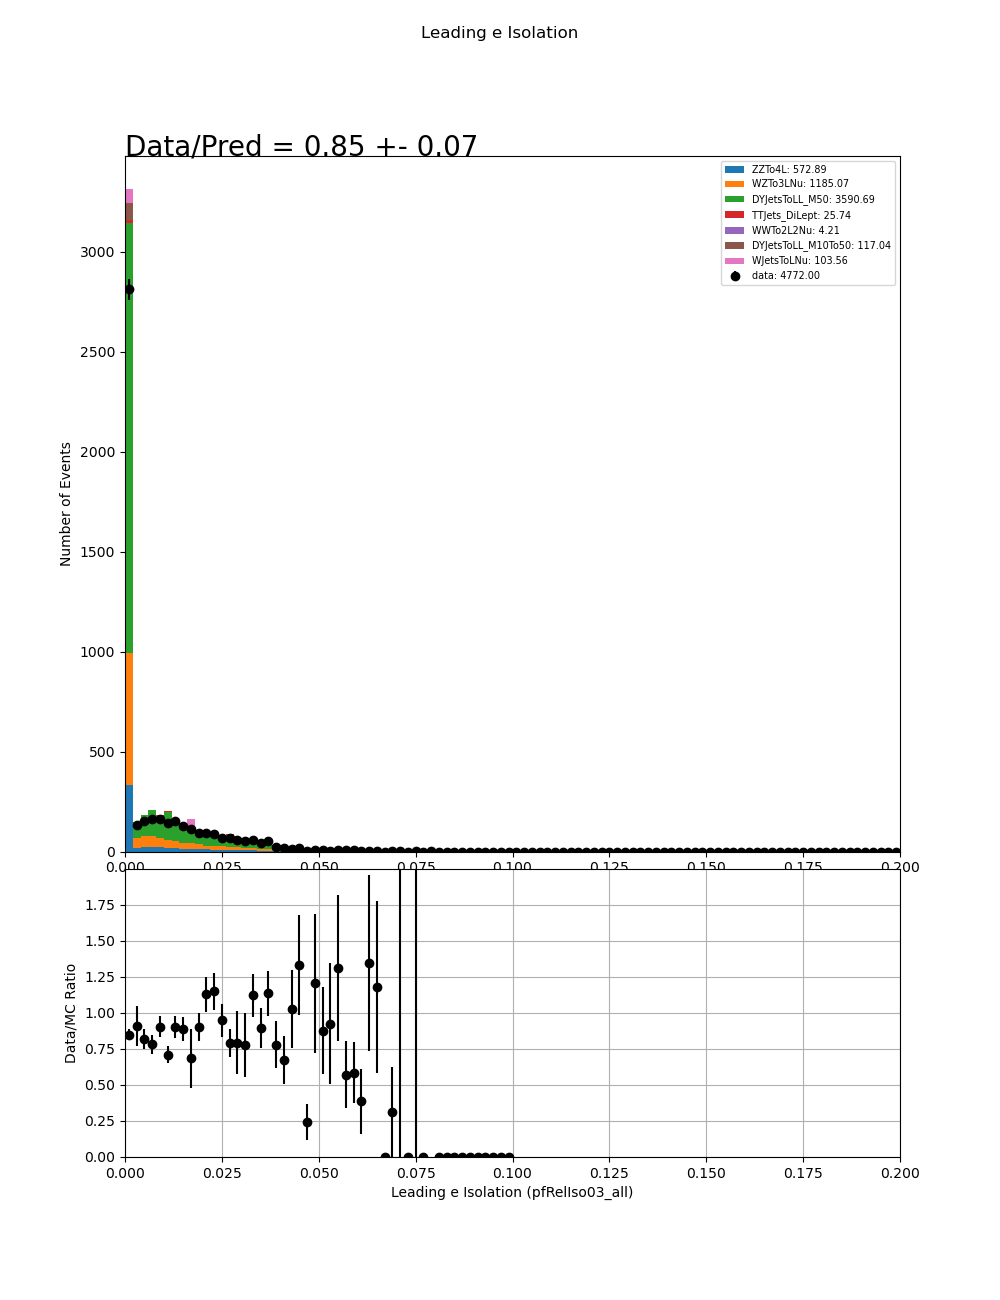 Leading e Isolation
Data/Pred = 0.85 +- 0.07
ZZTo4L: 572.89
WZTo3LNu: 1185.07
DYJetsToLL_M50: 3590.69
TTJets_DiLept: 25.74
WWTo2L2Nu: 4.21
DYJetsToLL_M10To50: 117.04
WJetsToLNu: 103.56
data: 4772.00
Number of Events
3000
2500
2000
1500
1000
500
0
0.000 0.025 0.050 0.075 0.100 0.125 0.150 0.175 0.200
Data/MC Ratio
1.75
1.50
1.25
1.00
0.75
0.50
0.25
0.00
0.000 0.025 0.050 0.075 0.100 0.125 0.150 0.175 0.200
Leading e Isolation (pfRelIso03_all)